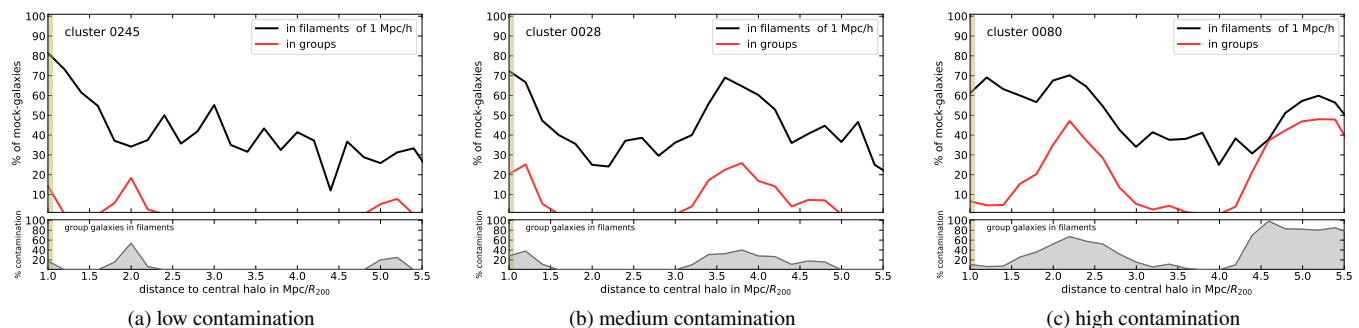 cluster 0245
in filaments of 1 Mpc/h
in groups
% of mock-galaxies
100
90
80
70
60
50
40
30
20
10
group galaxies in filaments
% contamination
100
80
60
40
20
1.0 1.5 2.0 2.5 3.0 3.5 4.0 4.5 5.0 5.5
distance to central halo in Mpc/R200
(a) low contamination
cluster 0028
in filaments of 1 Mpc/h
in groups
% of mock-galaxies
100
90
80
70
60
50
40
30
20
10
group galaxies in filaments
% contamination
100
80
60
40
20
1.0 1.5 2.0 2.5 3.0 3.5 4.0 4.5 5.0 5.5
distance to central halo in Mpc/R200
(b) medium contamination
cluster 0080
in filaments of 1 Mpc/h
in groups
% of mock-galaxies
100
90
80
70
60
50
40
30
20
10
group galaxies in filaments
% contamination
100
80
60
40
20
1.0 1.5 2.0 2.5 3.0 3.5 4.0 4.5 5.0 5.5
distance to central halo in Mpc/R200
(c) high contamination